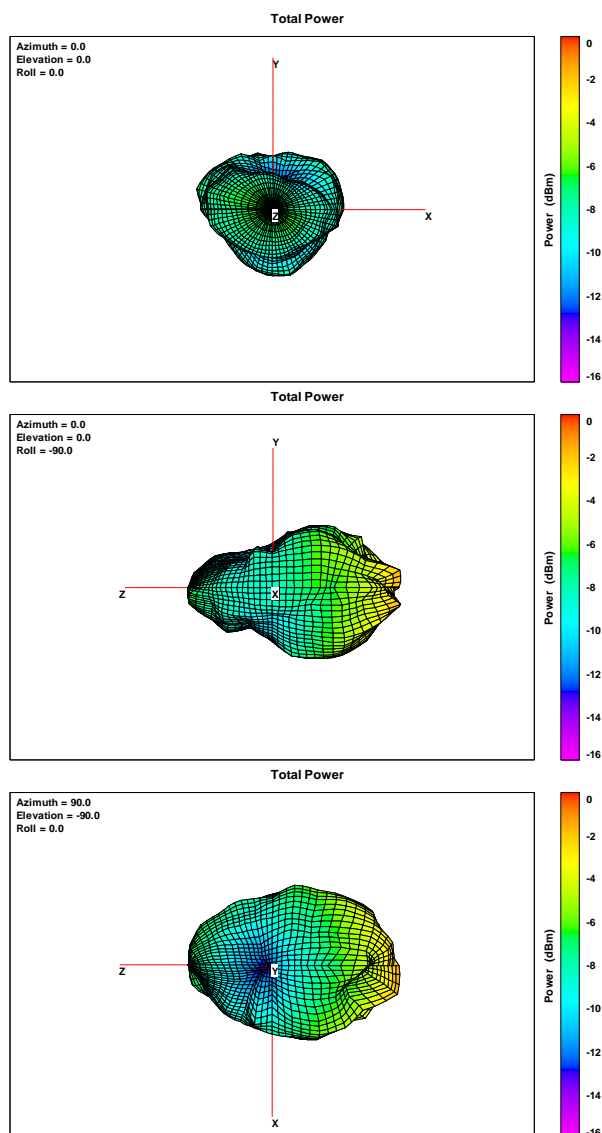 Total Power
Azimuth = 0.0
Elevation = 0.0
Roll = 0.0
Y
X
Z
Power (dBm)
0
-2
-4
-6
-8
-10
-12
-14
-16
Total Power
Azimuth = 0.0
Elevation = 0.0
Roll = -90.0
Y
Z
X
Power (dBm)
0
-2
-4
-6
-8
-10
-12
-14
-16
Total Power
Azimuth = 90.0
Elevation = -90.0
Roll = 0.0
Z
Y
X
Power (dBm)
0
-2
-4
-6
-8
-10
-12
-14
-16